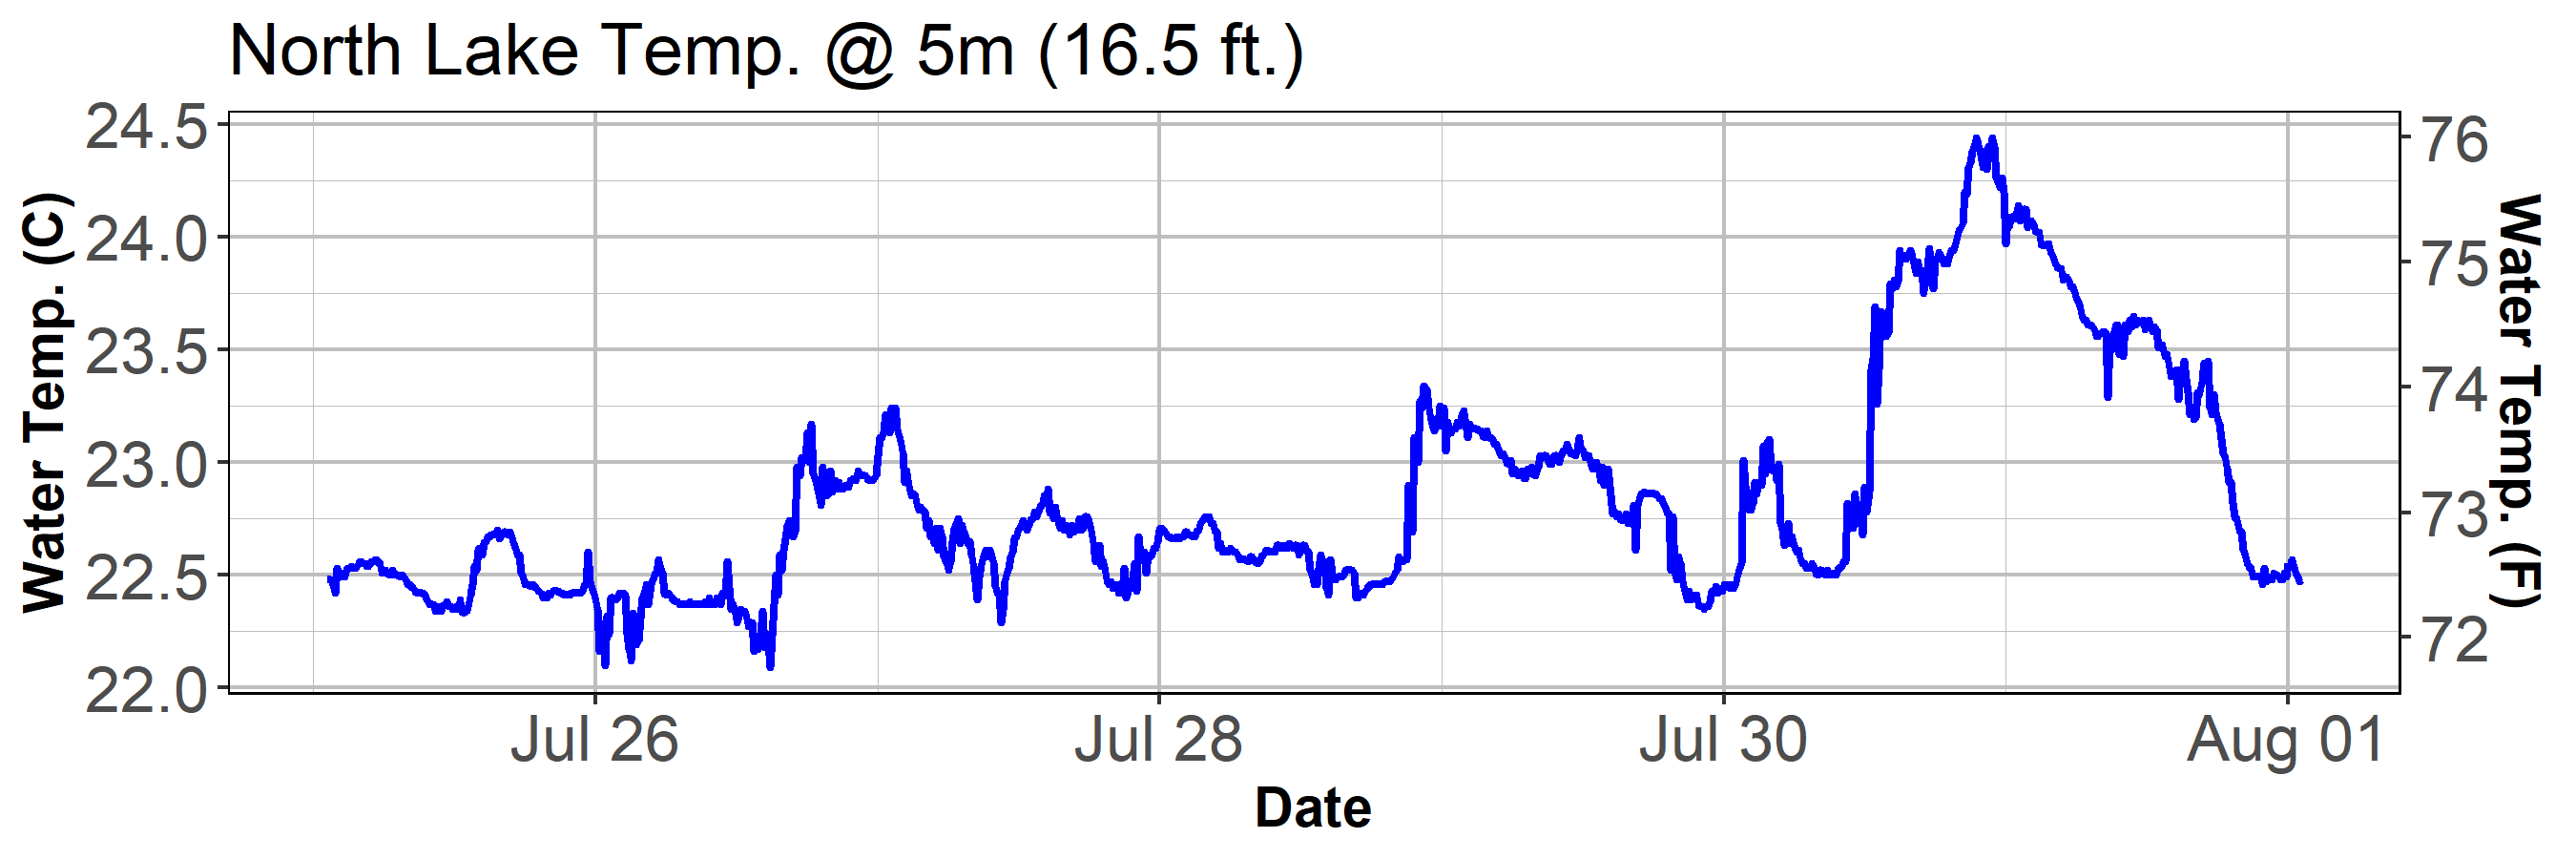 North Lake Temp. @ 5m (16.5 ft.)
24.5
24.0
23.5
23.0
22.5
22.0
Water Temp. (C)
76
75
74
73
72
Water Temp. (F)
Jul 26
Jul 28
Jul 30
Aug 01
Date